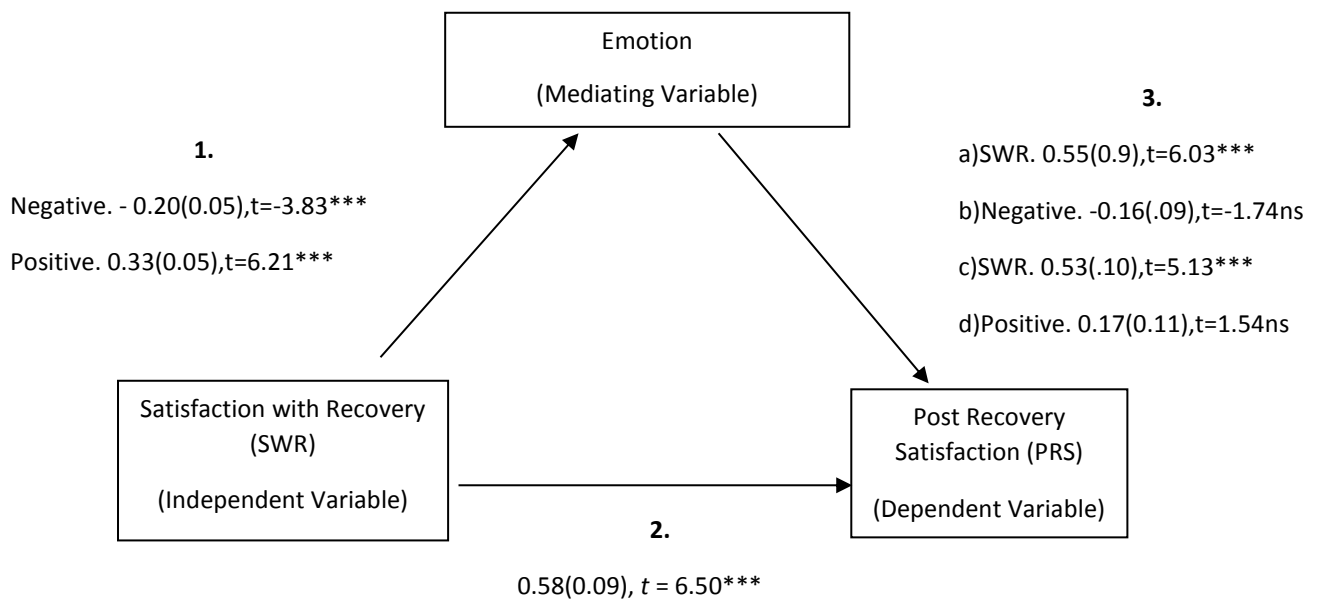 Emotion
(Mediating Variable)
1.
Negative. - 0.20(0.05),t=-3.83***
Positive. 0.33(0.05),t=6.21***
3.
a)SWR. 0.55(0.9),t=6.03***
b)Negative. -0.16(.09),t=-1.74ns
c)SWR. 0.53(.10),t=5.13***
d)Positive. 0.17(0.11),t=1.54ns
Satisfaction with Recovery
(SWR)
(Independent Variable)
Post Recovery
Satisfaction (PRS)
(Dependent Variable)
2.
0.58(0.09), t = 6.50***